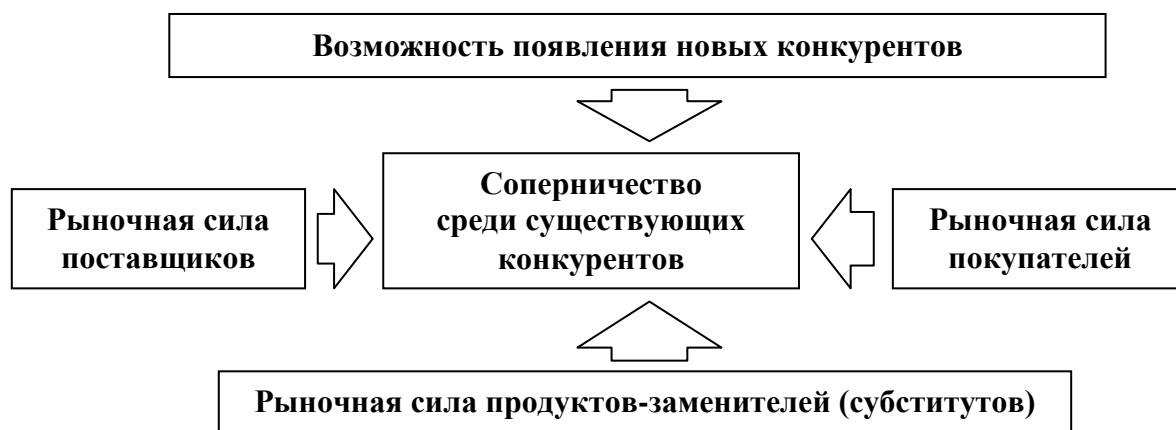 Возможность появления новых конкурентов
Соперничество
среди существующих
конкурентов
Рыночная сила
поставщиков
Рыночная сила
покупателей
Рыночная сила продуктов-заменителей (субститутов)